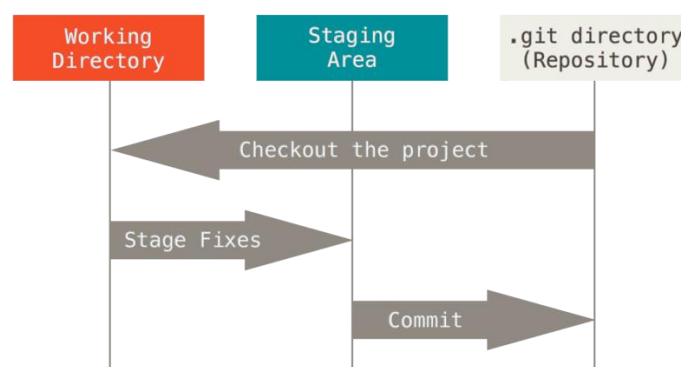 Working
Directory
Staging
Area
.git directory
(Repository)
Checkout the project
Stage Fixes
Commit